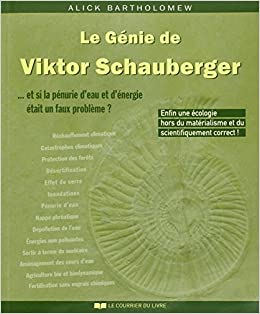 ALICK BARTHOLOMEW
Le Génie de
Viktor Schauberger
... et si la pénurie d'eau et d'énergie
était un faux problème ?
Enfin une écologie
hors du matérialisme et du
scientifiquement correct !
Réchauffement climatique
Catastrophes climatiques
Protection des forêts
Désertification
Effet de serre
Inondations
Pénurie d'eau
Nappe phréatique
Dépollution de l'eau
Énergies non polluantes
Sortir à terme du nucléaire
Aménagement des cours d'eau
Agriculture bio et biodynamique
Fertilisation sans engrais chimiques
LE COURRIER DU LIVRE